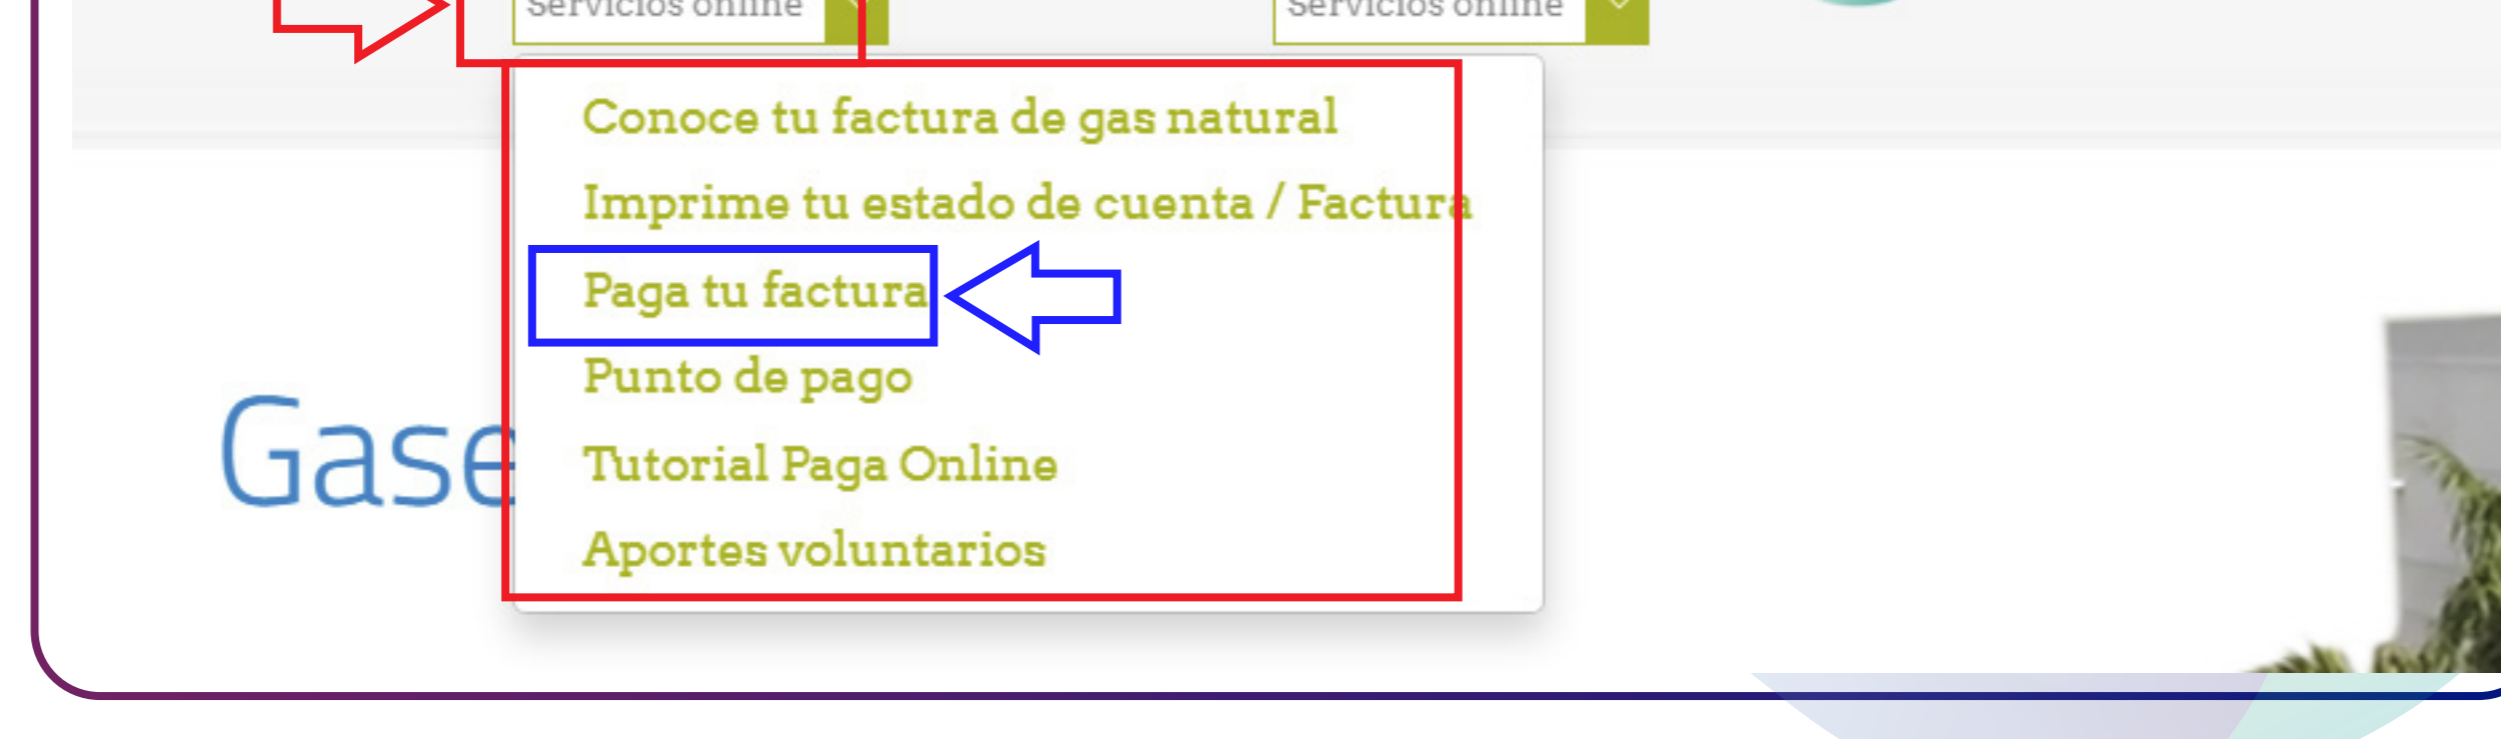 Servicios online
Servicios online
Conoce tu factura de gas natural
Imprime tu estado de cuenta / Factura
Paga tu factura
Punto de pago
Gase
Tutorial Paga Online
Aportes voluntarios